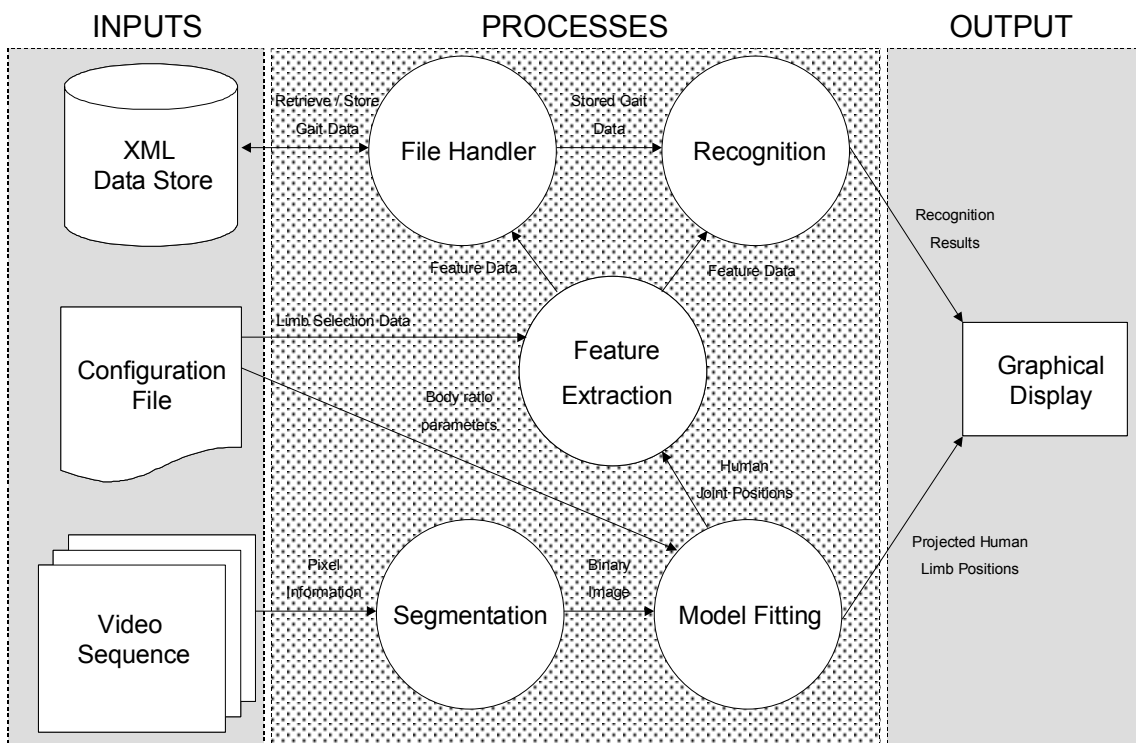 INPUTS
PROCESSES
OUTPUT
XML
Data Store
Retrieve / Store
Gait Data
File Handler
Stored Gait
Data
Recognition
Recognition
Results
Feature Data
Feature Data
Configuration
File
Limb Selection Data
Feature
Extraction
Body ratio
parameters
Graphical
Display
Human
Joint Positions
Video
Sequence
Pixel
Information
Segmentation
Binary
Image
Model Fitting
Projected Human
Limb Positions